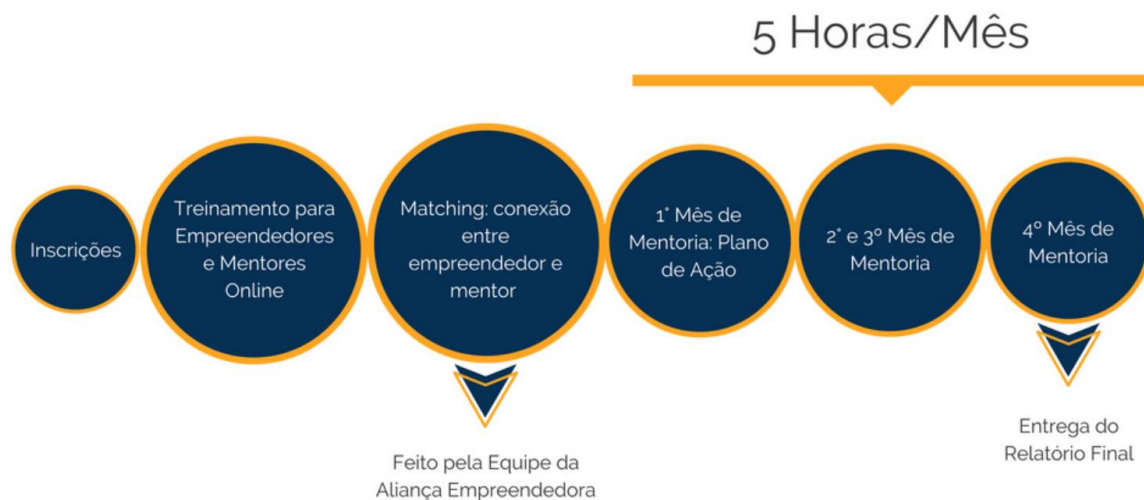 5 Horas/Mês
Inscrições
Treinamento para
Empreendedores
e Mentores
Online
Matching: conexão
entre
empreendedor e
mentor
1° Mês de
Mentoria: Plano
de Ação
2° e 3º Mês de
Mentoria
4º Mês de
Mentoria
Feito pela Equipe da
Aliança Empreendedora
Entrega do
Relatório Final